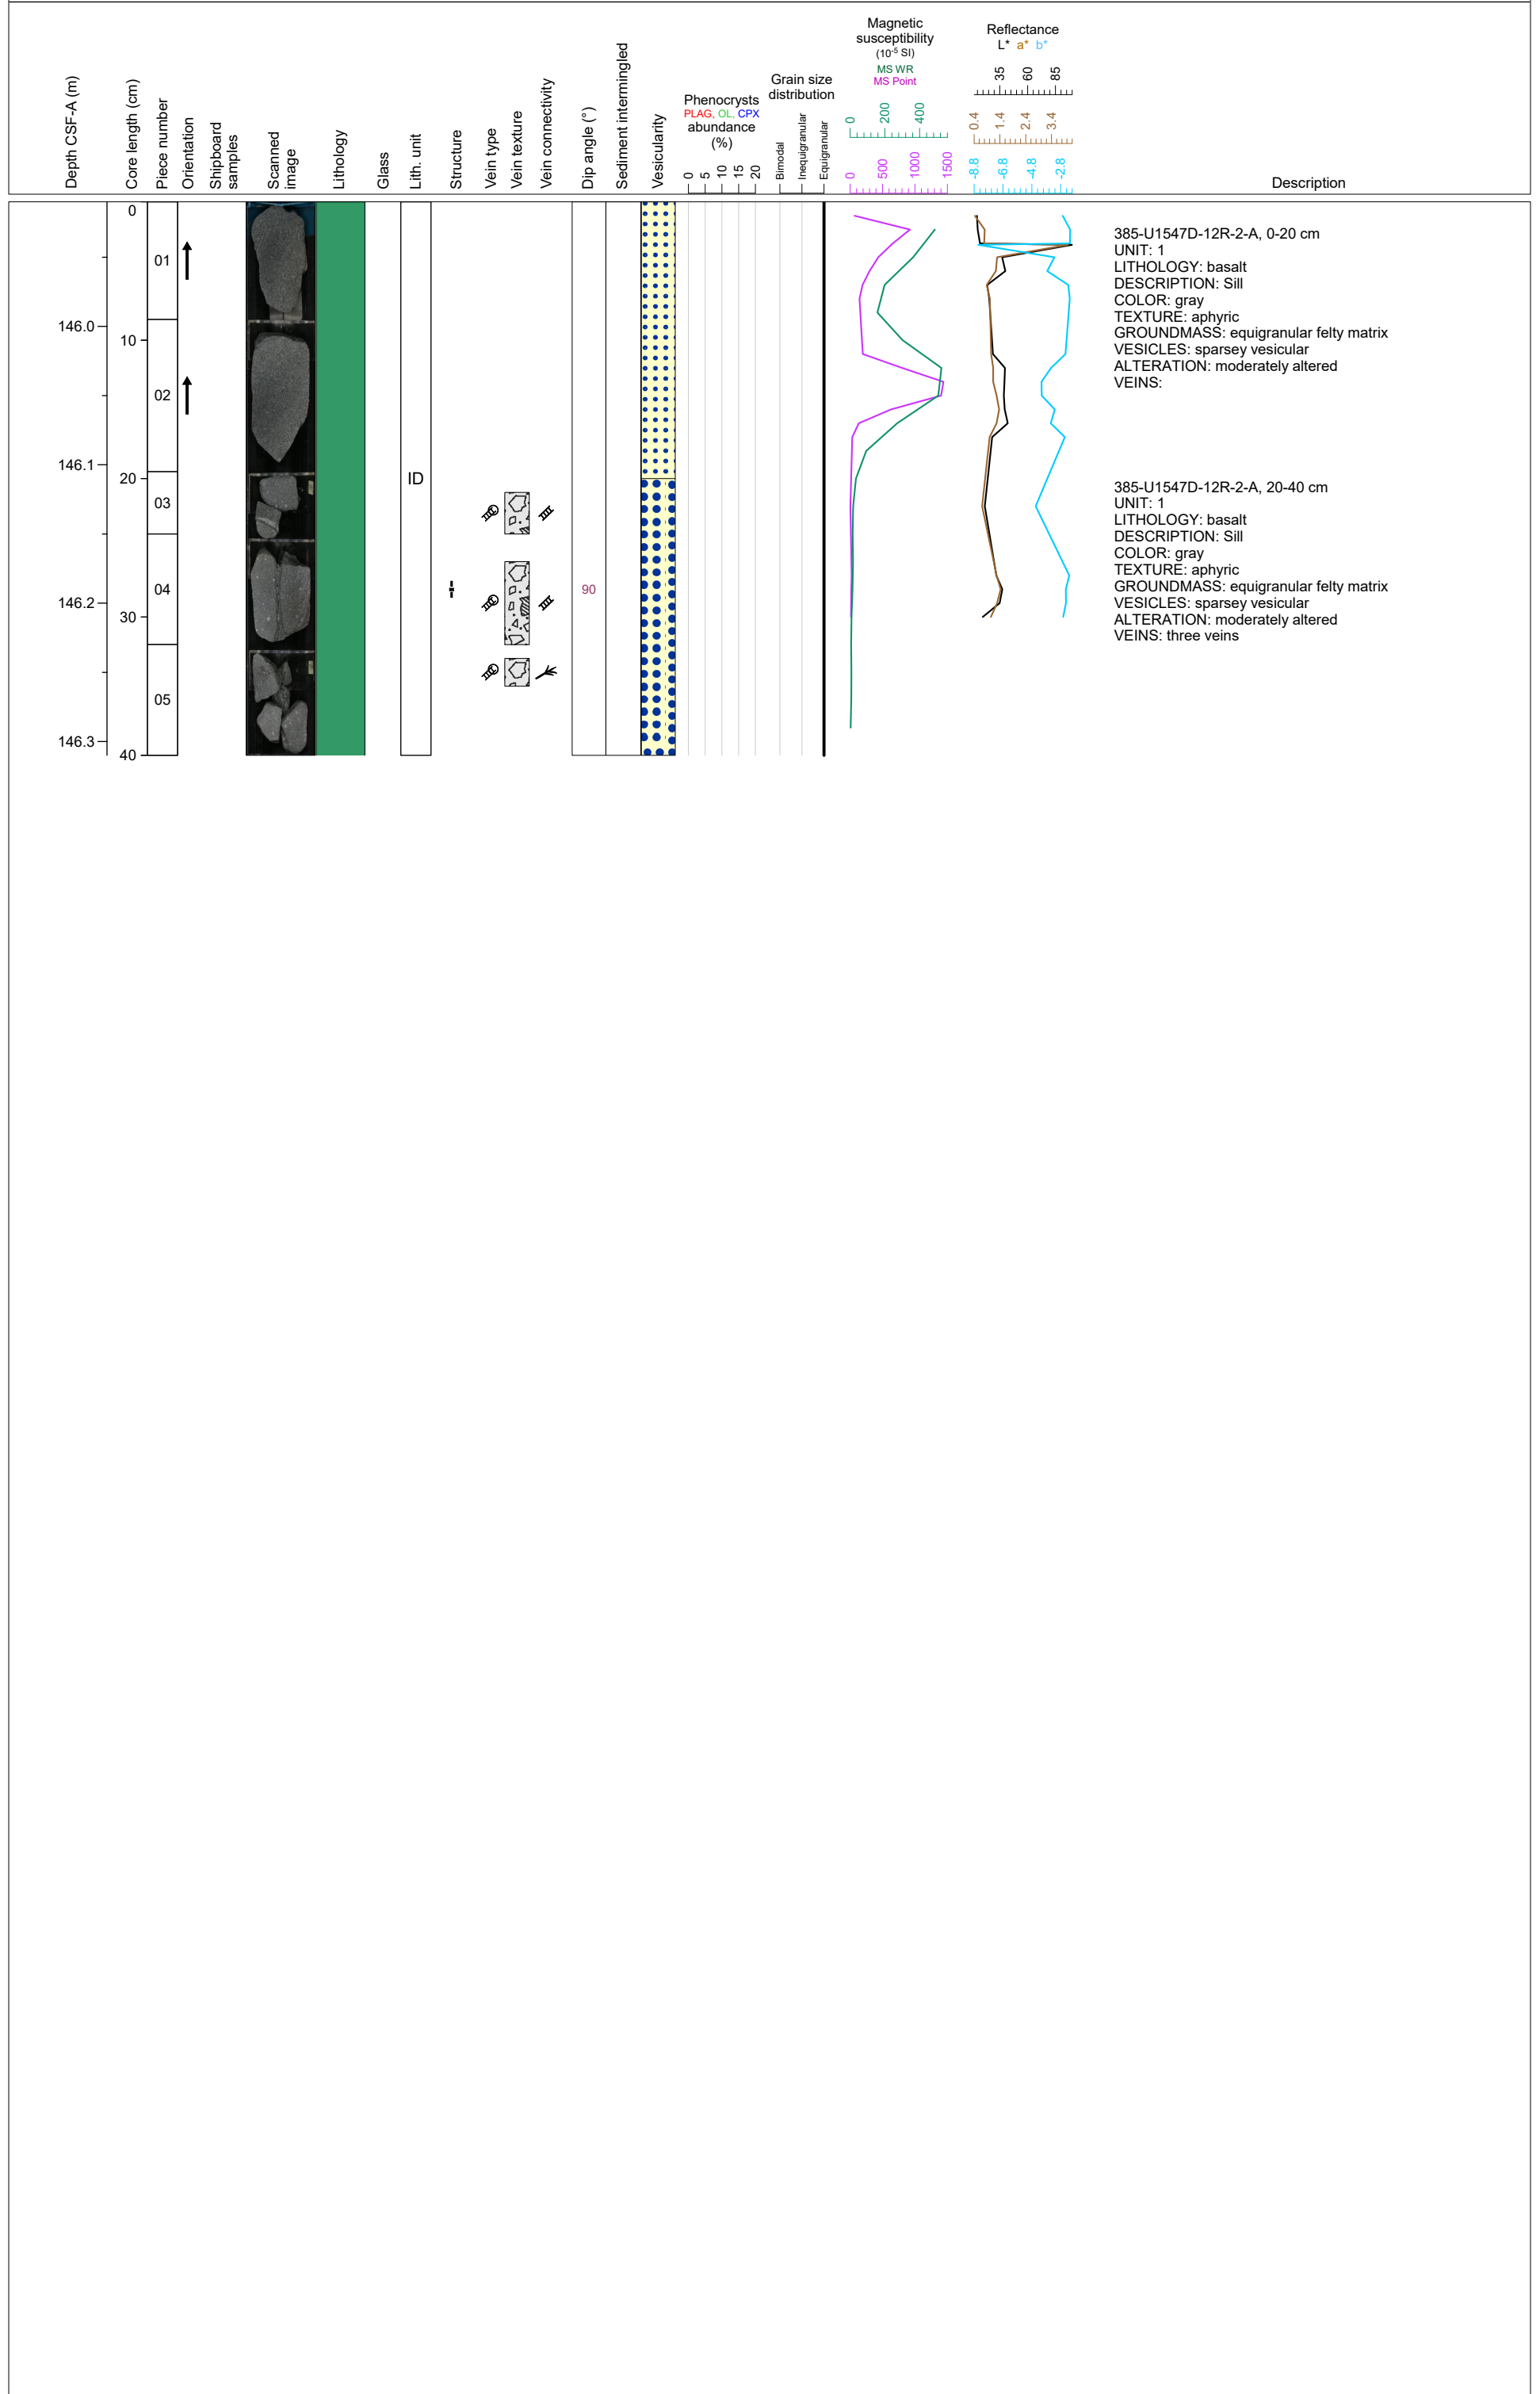 Depth CSF-A (m)
Core length (cm)
Piece number
Orientation
Shipboard
samples
Scanned
image
Lithology
Glass
Lith. unit
Structure
Vein type
Vein texture
Vein connectivity
Dip angle (°)
Sediment intermingled
Vesicularity
Phenocrysts
PLAG, OL, CPX
abundance
(%)
0 5 10 15 20
Grain size
distribution
Bimodal
Inequigranular
Equigranular
Magnetic
susceptibility
(10-5 SI)
MS WR
MS Point
0 200 400
0 500 1000 1500
Reflectance
L* a* b*
35 60 85
0.4 1.4 2.4 3.4
-8.8 -6.8 -4.8 -2.8
Description
146.0
146.1
146.2
146.3
0
10
20
30
40
01
02
03
04
05
ID
90
385-U1547D-12R-2-A, 0-20 cm
UNIT: 1
LITHOLOGY: basalt
DESCRIPTION: Sill
COLOR: gray
TEXTURE: aphyric
GROUNDMASS: equigranular felty matrix
VESICLES: sparsey vesicular
ALTERATION: moderately altered
VEINS:
385-U1547D-12R-2-A, 20-40 cm
UNIT: 1
LITHOLOGY: basalt
DESCRIPTION: Sill
COLOR: gray
TEXTURE: aphyric
GROUNDMASS: equigranular felty matrix
VESICLES: sparsey vesicular
ALTERATION: moderately altered
VEINS: three veins